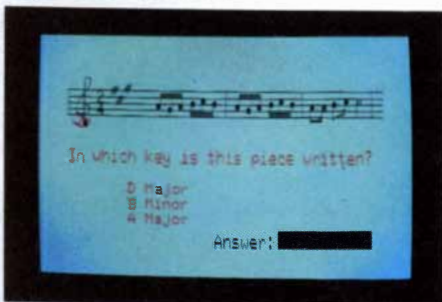 In which key is this piece written?
D Major
B Minor
A Major
Answer: